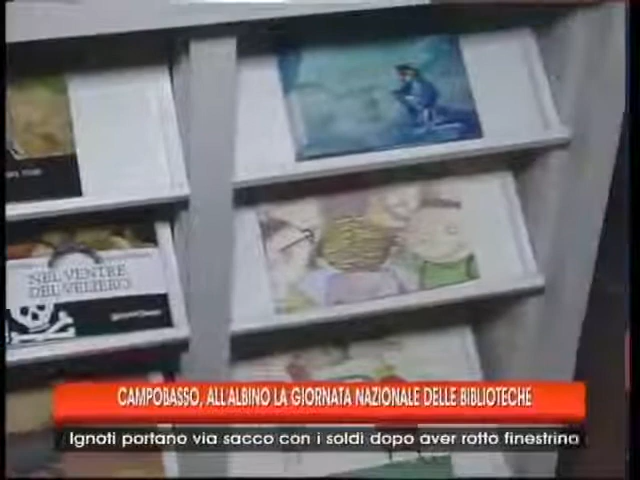 NEL VENTRE
DEL VELIERO
CAMPOBASSO, ALL'ALBINO LA GIORNATA NAZIONALE DELLE BIBLIOTECHE
Ignoti portano via sacco con i soldi dopo aver rotto finestrino